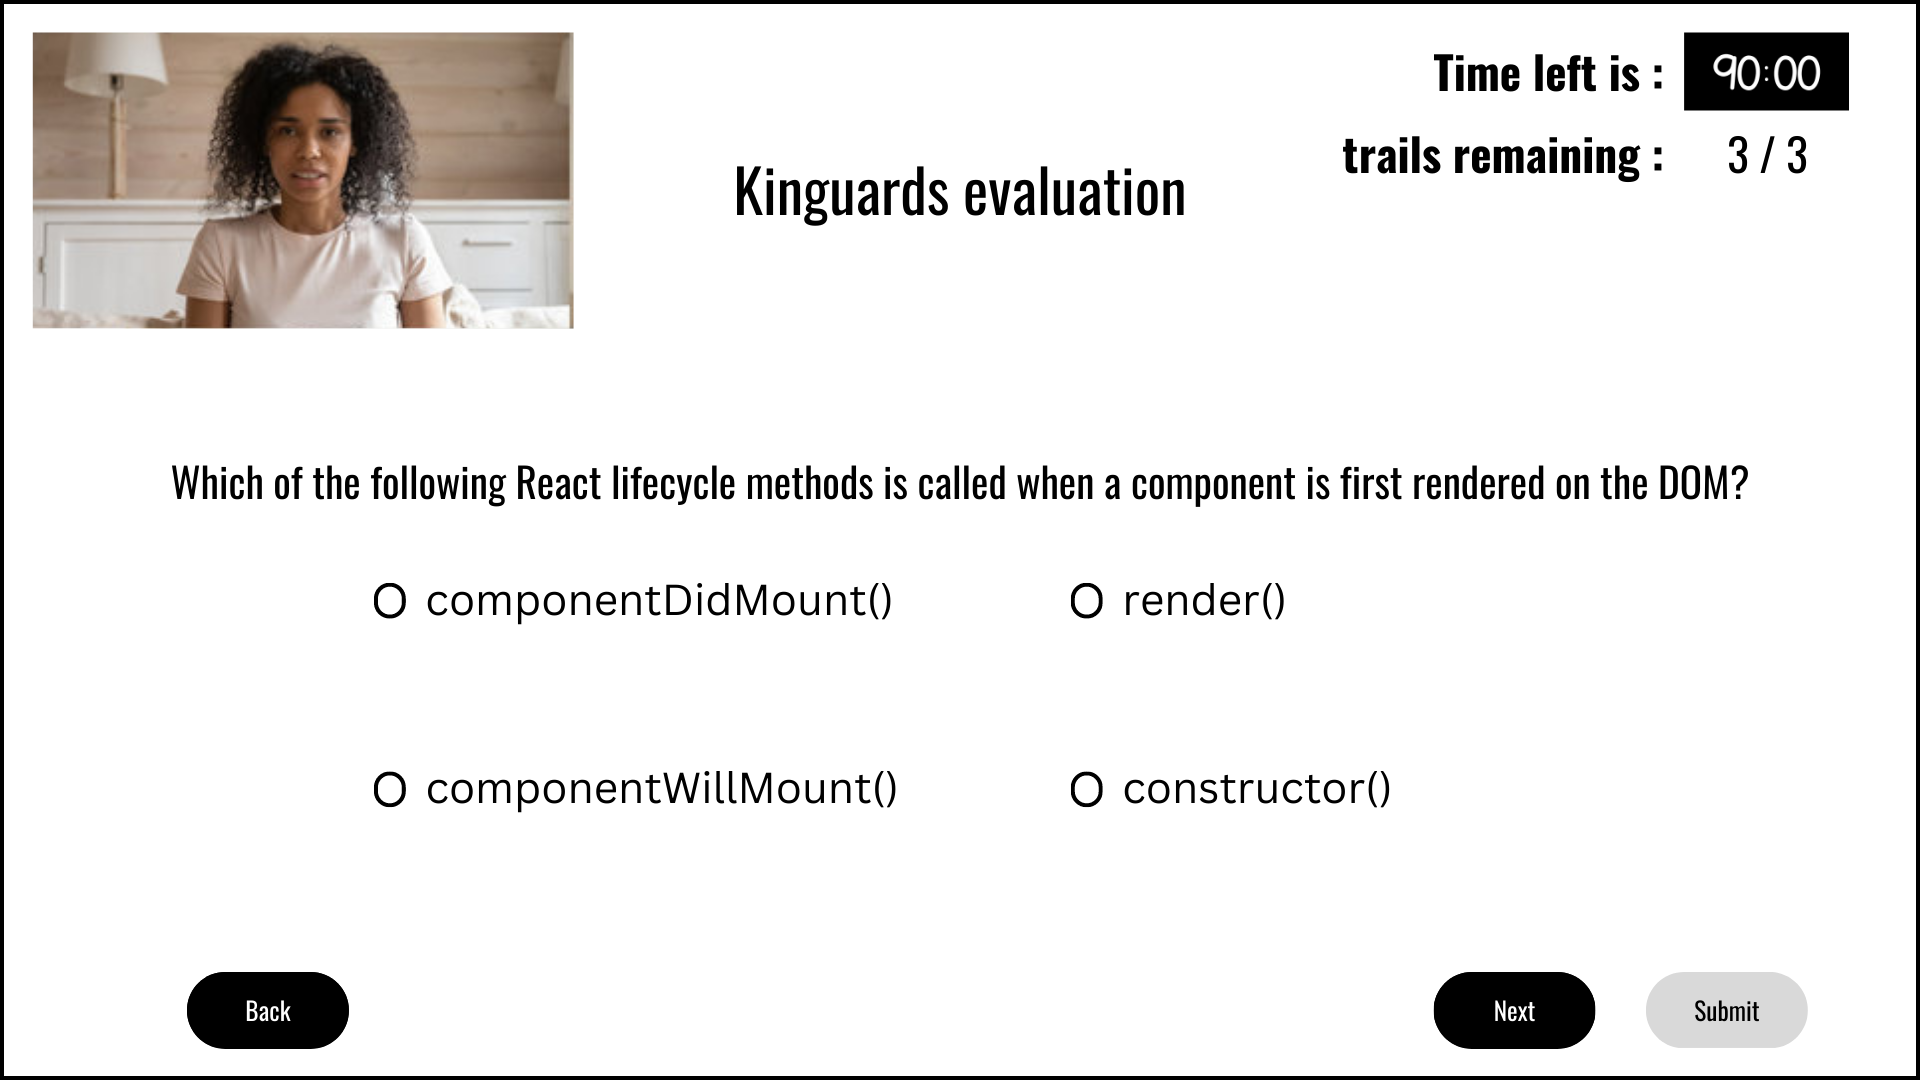 Time left is : 90:00
trails remaining : 3 / 3
Kinguards evaluation
Which of the following React lifecycle methods is called when a component is first rendered on the DOM?
O componentDidMount()
O render()
O componentWillMount()
O constructor()
Back
Next
Submit